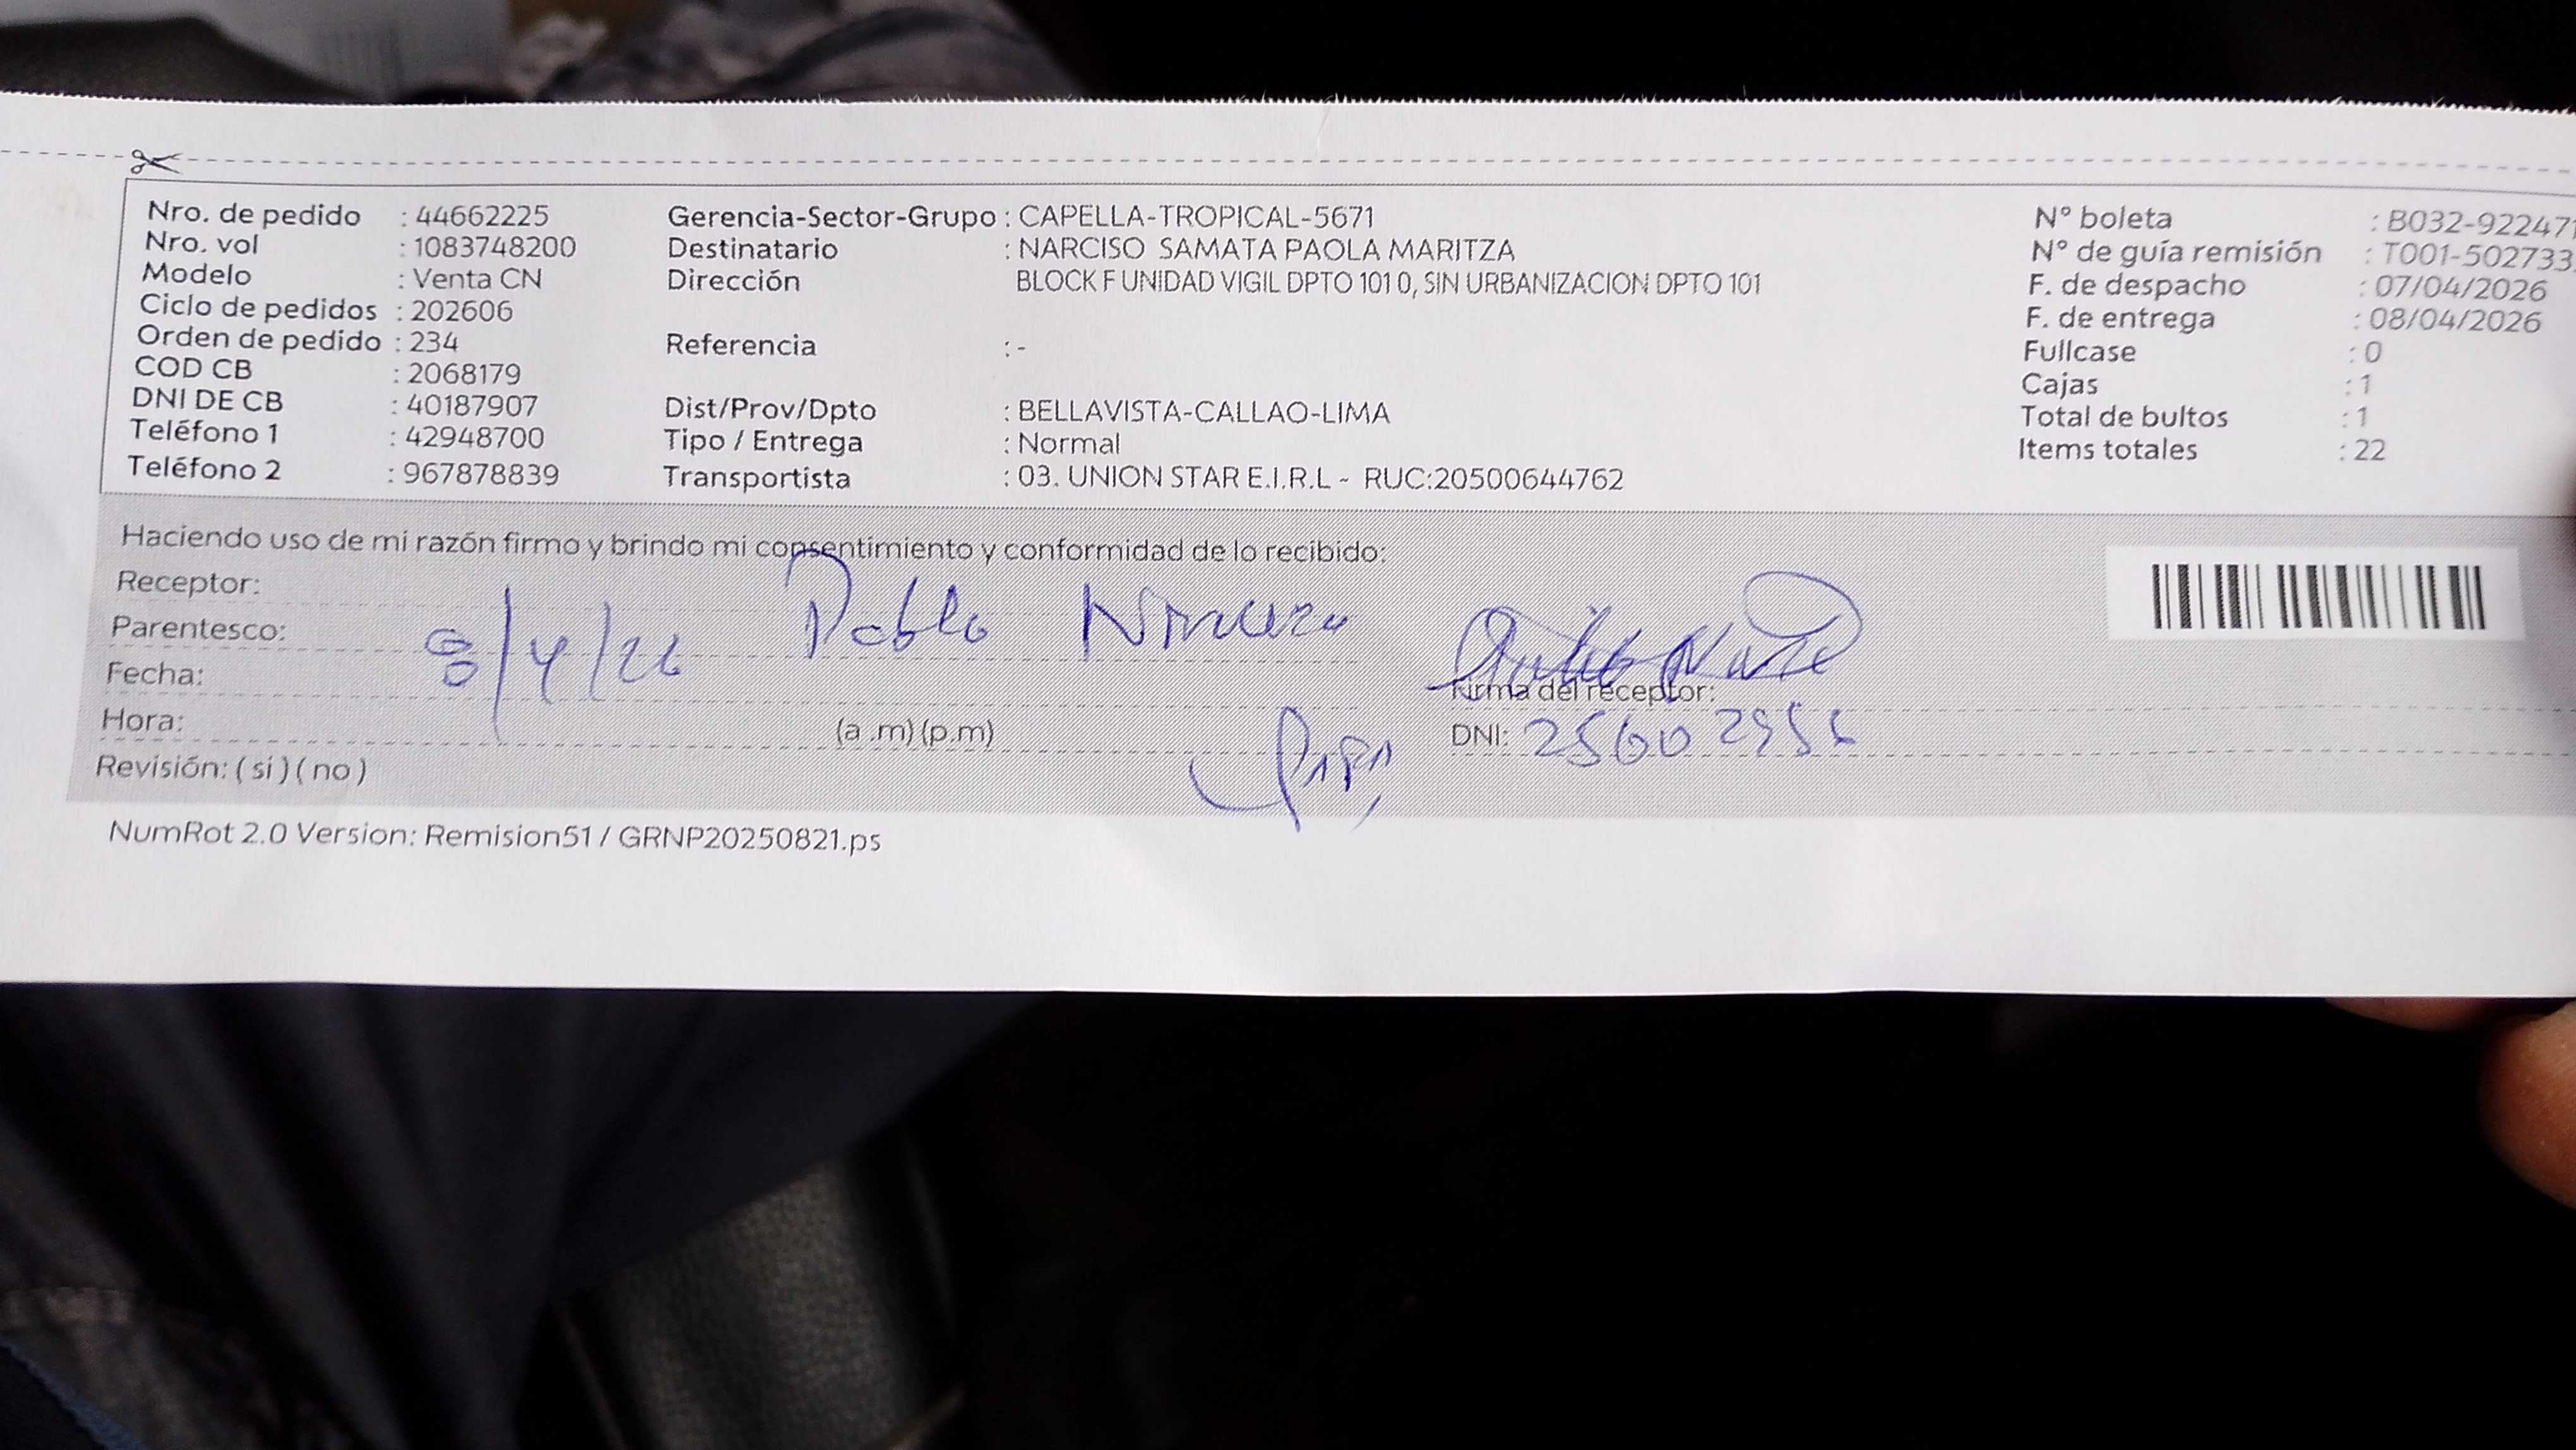 Nro. de pedido : 44662225
Nro. vol : 1083748200
Modelo : Venta CN
Ciclo de pedidos : 202606
Orden de pedido : 234
COD CB : 2068179
DNI DE CB : 40187907
Teléfono 1 : 42948700
Teléfono 2 : 967878839
Gerencia-Sector-Grupo : CAPELLA-TROPICAL-5671
Destinatario : NARCISO SAMATA PAOLA MARITZA
Dirección BLOCK F UNIDAD VIGIL DPTO 101 0, SIN URBANIZACION DPTO 101
Referencia : -
Dist/Prov/Dpto : BELLAVISTA-CALLAO-LIMA
Tipo / Entrega : Normal
Transportista : 03. UNION STAR E.I.R.L - RUC:20500644762
N° boleta : B032-922471
N° de guía remisión : T001-502733
F. de despacho : 07/04/2026
F. de entrega : 08/04/2026
Fullcase : 0
Cajas : 1
Total de bultos : 1
Items totales : 22
Haciendo uso de mi razón firmo y brindo mi consentimiento y conformidad de lo recibido:
Receptor: Pablo
Parentesco:
Fecha: 8/4/26
Firma del receptor:
Hora: (a .m) (p.m)
DNI:
Revisión: ( si ) ( no )
NumRot 2.0 Version: Remision51 / GRNP20250821.ps